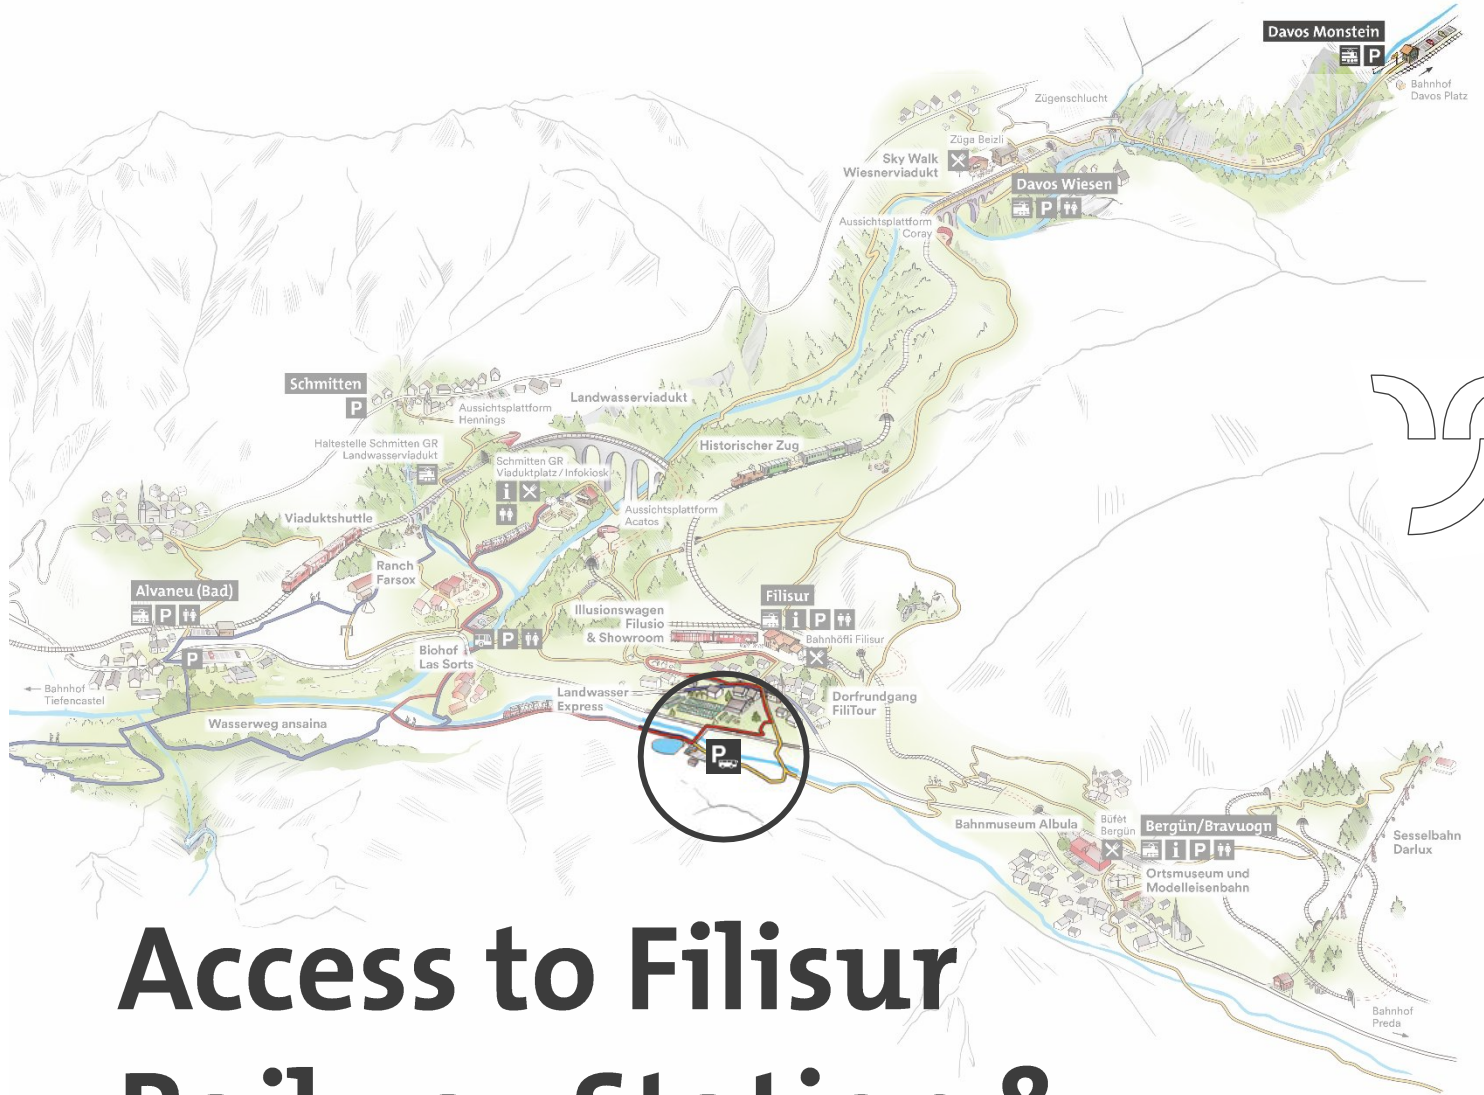 Davos Monstein
P
Bahnhof
Davos Platz
Zügenschlucht
Züga Beizli
Sky Walk
Wiesnerviadukt
Davos Wiesen
P
Aussichtsplattform
Coray
Schmitten
P
Landwasserviadukt
Aussichtsplattform
Hennings
Haltestelle Schmitten GR
Landwasserviadukt
Historischer Zug
Schmitten GR
Viaduktplatz / Infokiosk
i
Aussichtsplattform
Acatos
Viaduktshuttle
Ranch
Farsox
Alvaneu (Bad)
P
Filisur
i P
Illusionswagen
Filusio
& Showroom
Bahnhöfli Filisur
P
Biohof
Las Sorts
P
Bahnhof
Tiefencastel
Landwasser
Express
Dorfrundgang
FiliTour
Wasserweg ansaina
P
Bahnmuseum Albula
Büfèt
Bergün
Bergün/Bravuogn
i P
Sesselbahn
Darlux
Ortsmuseum und
Modelleisenbahn
Bahnhof
Preda
Access to Filisur
Railway Station &